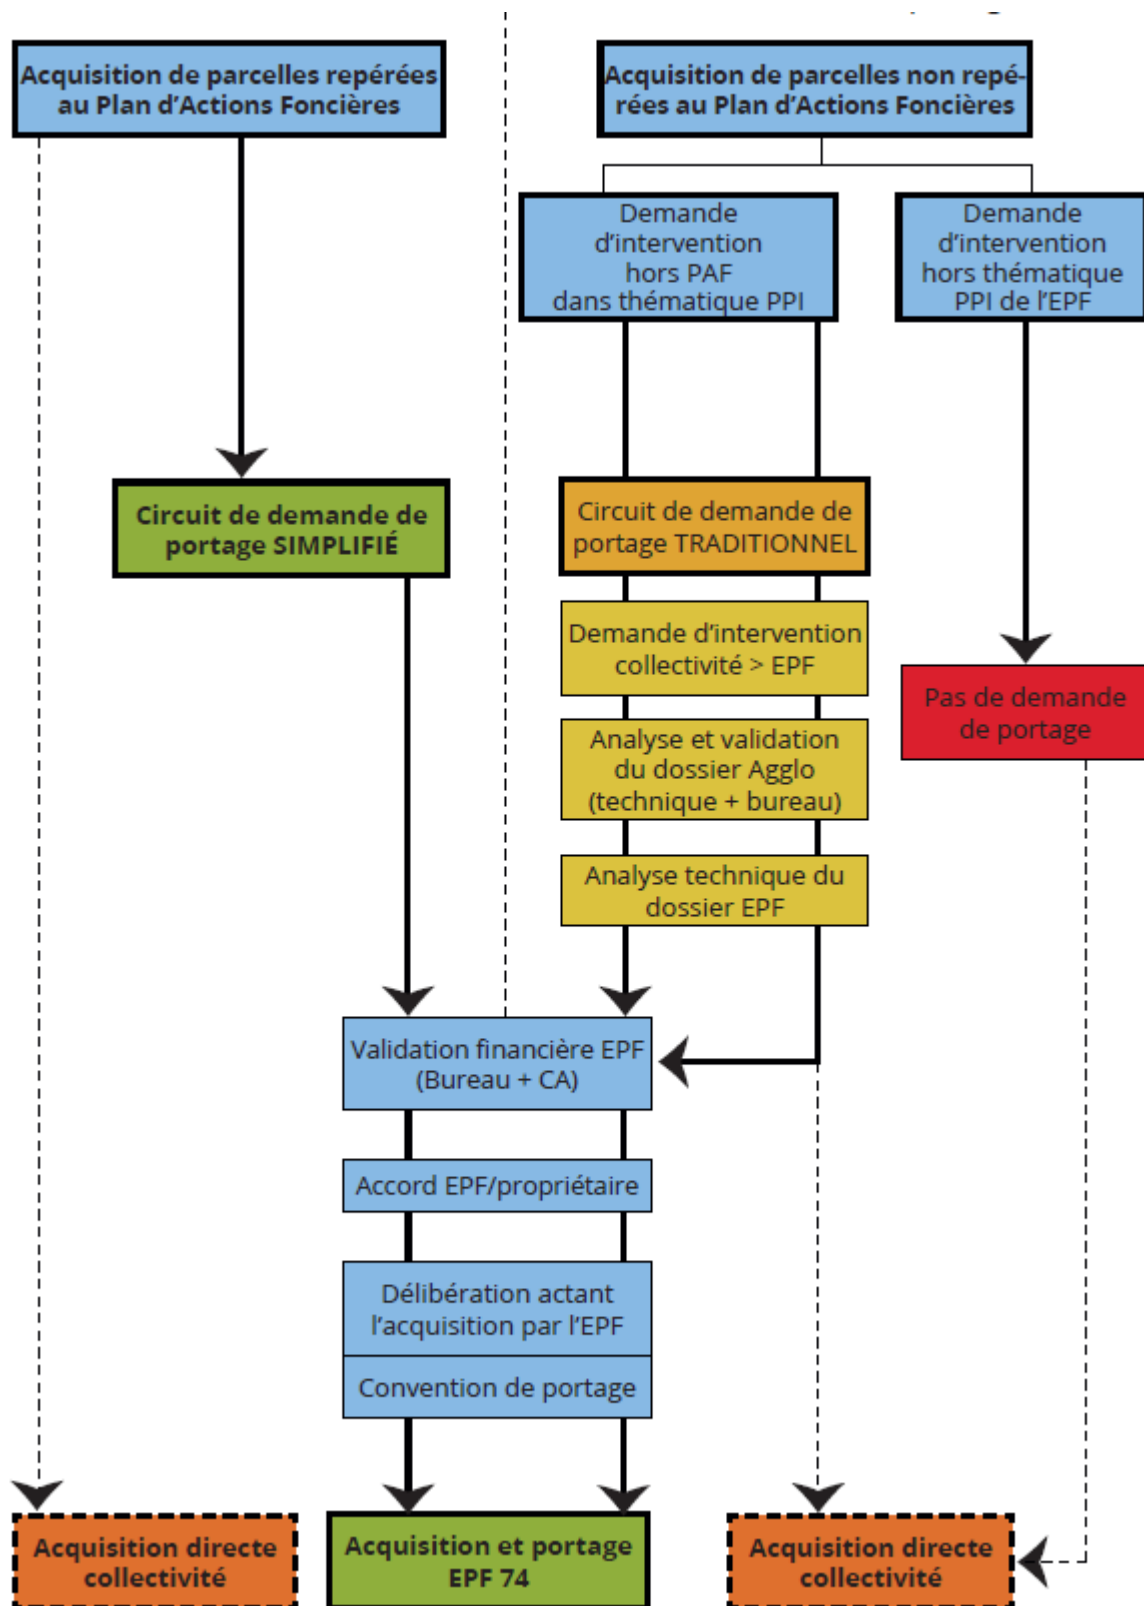 Acquisition de parcelles repérées
au Plan d’Actions Foncières
Acquisition de parcelles non repé-
rées au Plan d’Actions Foncières
Demande
d’intervention
hors PAF
dans thématique PPI
Demande
d’intervention
hors thématique
PPI de l’EPF
Circuit de demande de
portage SIMPLIFIÉ
Circuit de demande de
portage TRADITIONNEL
Demande d’intervention
collectivité > EPF
Analyse et validation
du dossier Agglo
(technique + bureau)
Analyse technique du
dossier EPF
Pas de demande
de portage
Validation financière EPF
(Bureau + CA)
Accord EPF/propriétaire
Délibération actant
l’acquisition par l’EPF
Convention de portage
Acquisition directe
collectivité
Acquisition et portage
EPF 74
Acquisition directe
collectivité